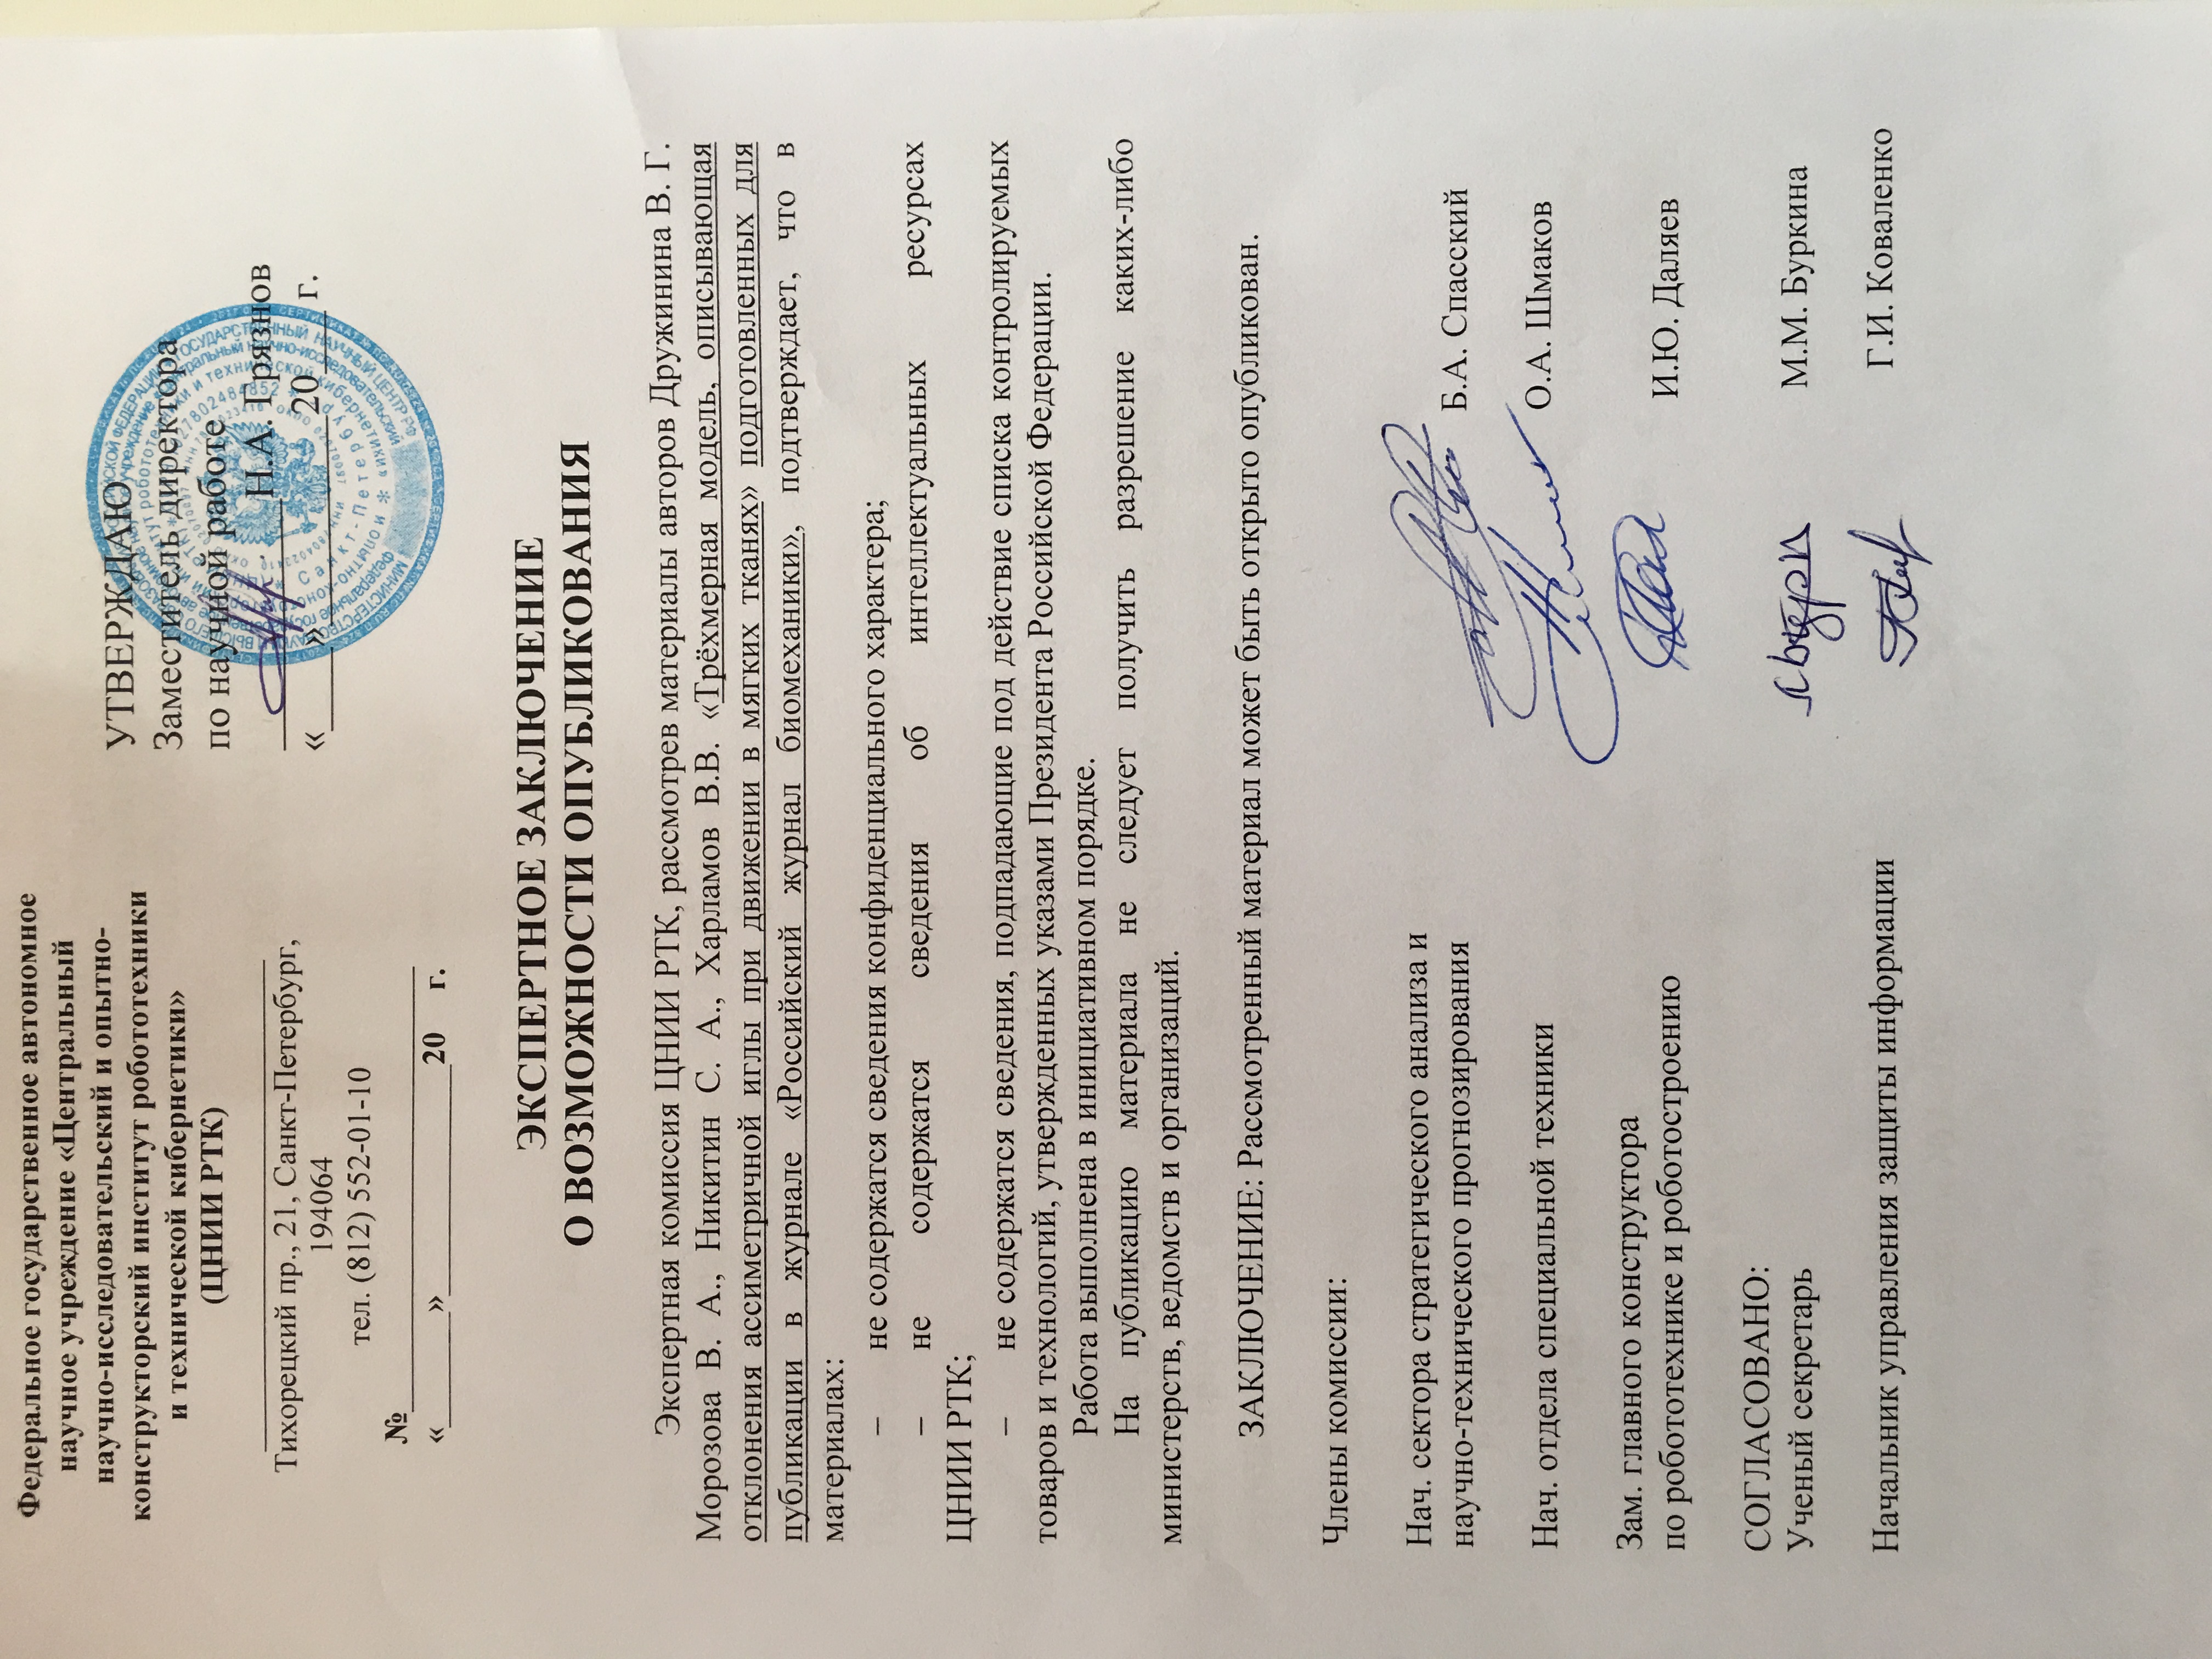 Федеральное государственное автономное
научное учреждение «Центральный
научно-исследовательский и опытно-
конструкторский институт робототехники
и технической кибернетики»
(ЦНИИ РТК)
Тихорецкий пр., 21, Санкт-Петербург,
194064
тел. (812) 552-01-10
№
«_______»______________20 г.
УТВЕРЖДАЮ
Заместитель директора
по научной работе
Н.А. Грязнов
«_____»____________20___ г.
ЭКСПЕРТНОЕ ЗАКЛЮЧЕНИЕ
О ВОЗМОЖНОСТИ ОПУБЛИКОВАНИЯ
Экспертная комиссия ЦНИИ РТК, рассмотрев материалы авторов Дружинина В. Г.
Морозова В. А., Никитин С. А., Харламов В.В. «Трёхмерная модель, описывающая
отклонения ассиметричной иглы при движении в мягких тканях» подготовленных для
публикации в журнале «Российский журнал биомеханики», подтверждает, что в
материалах:
– не содержатся сведения конфиденциального характера;
– не содержатся сведения об интеллектуальных ресурсах
ЦНИИ РТК;
– не содержатся сведения, подпадающие под действие списка контролируемых
товаров и технологий, утвержденных указами Президента Российской Федерации.
Работа выполнена в инициативном порядке.
На публикацию материала не следует получить разрешение каких-либо
министерств, ведомств и организаций.
ЗАКЛЮЧЕНИЕ: Рассмотренный материал может быть открыто опубликован.
Члены комиссии:
Нач. сектора стратегического анализа и
научно-технического прогнозирования
Б.А. Спасский
Нач. отдела специальной техники
О.А. Шмаков
Зам. главного конструктора
по робототехнике и роботостроению
И.Ю. Даляев
СОГЛАСОВАНО:
Ученый секретарь
М.М. Буркина
Начальник управления защиты информации
Г.И. Коваленко